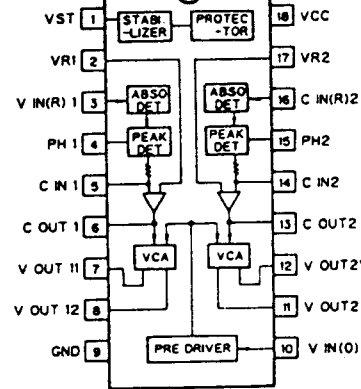 VST 1 STABI. -LIZER PROTEC -TOR 18 VCC
VR1 2 17 VR2
V IN(R) 1 3 ABSO DET ABSO DET 16 C IN(R)2
PH 1 4 PEAK DET PEAK DET 15 PH2
C IN 1 5 14 C IN2
C OUT 1 6 13 C OUT2
V OUT 11 7 VCA VCA 12 V OUT2
V OUT 12 8 11 V OUT2
GND 9 PRE DRIVER 10 V IN(0)